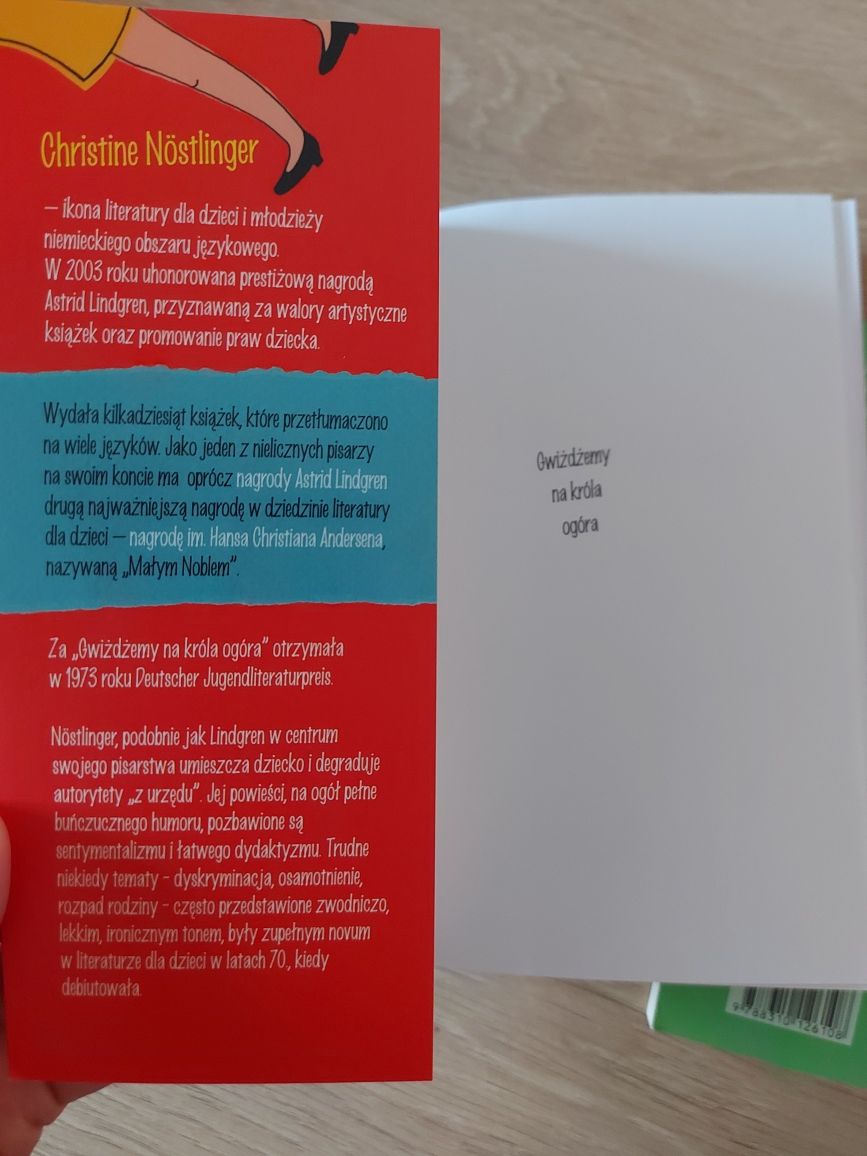 Christine Nöstlinger
– ikona literatury dla dzieci i młodzieży
niemieckiego obszaru językowego.
W 2003 roku uhonorowana prestiżową nagrodą
Astrid Lindgren, przyznawaną za walory artystyczne
książek oraz promowanie praw dziecka.
Wydała kilkadziesiąt książek, które przetłumaczono
na wiele języków. Jako jeden z nielicznych pisarzy
na swoim koncie ma oprócz nagrody Astrid Lindgren
drugą najważniejszą nagrodę w dziedzinie literatury
dla dzieci – nagrodę im. Hansa Christiana Andersena,
nazywaną „Małym Noblem”.
Za „Gwiżdżemy na króla ogóra” otrzymała
w 1973 roku Deutscher Jugendliteraturpreis.
Nöstlinger, podobnie jak Lindgren w centrum
swojego pisarstwa umieszcza dziecko i degraduje
autorytety „z urzędu”. Jej powieści, na ogół pełne
buńczucznego humoru, pozbawione są
sentymentalizmu i łatwego dydaktyzmu. Trudne
niekiedy tematy – dyskryminacja, osamotnienie,
rozpad rodziny – często przedstawione zwodniczo,
lekkim, ironicznym tonem, były zupełnym novum
w literaturze dla dzieci w latach 70., kiedy
debiutowała.
Gwiżdżemy
na króla
ogóra
9 788310 126108